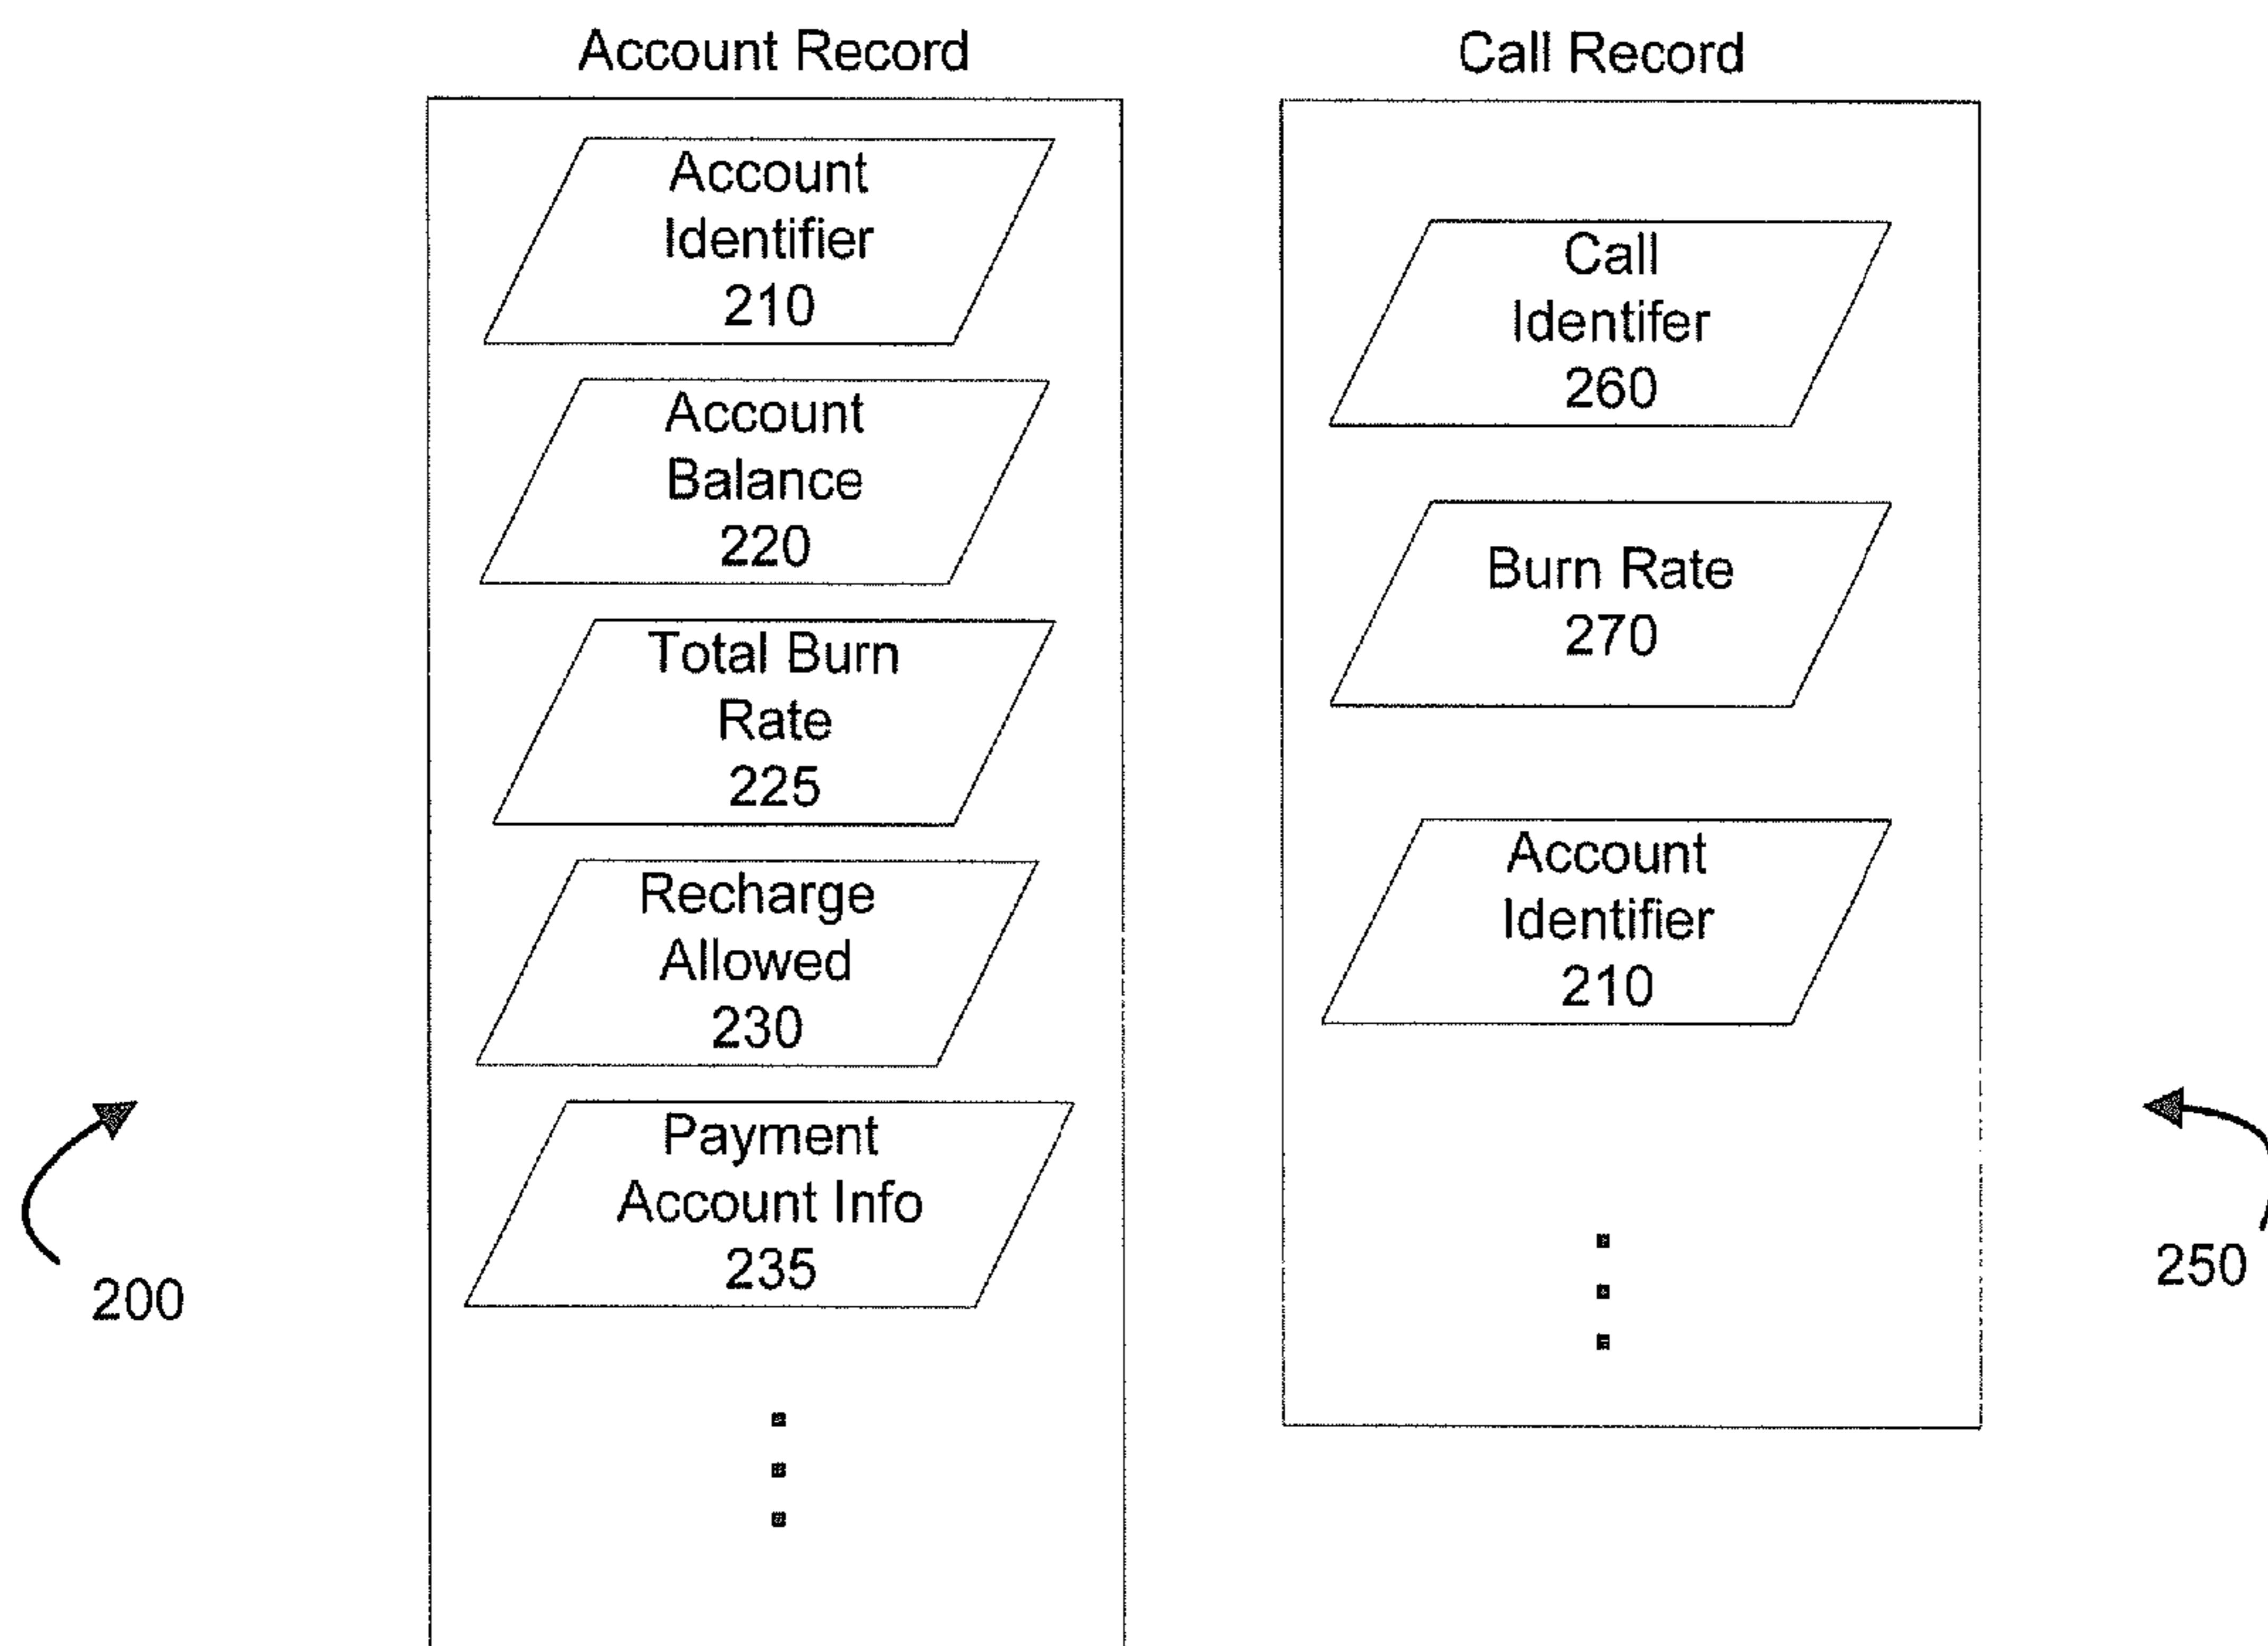 Account Record
Account
Identifier
210
Account
Balance
220
Total Burn
Rate
225
Recharge
Allowed
230
Payment
Account Info
235
200
Call Record
Call
Identifer
260
Burn Rate
270
Account
Identifier
210
250